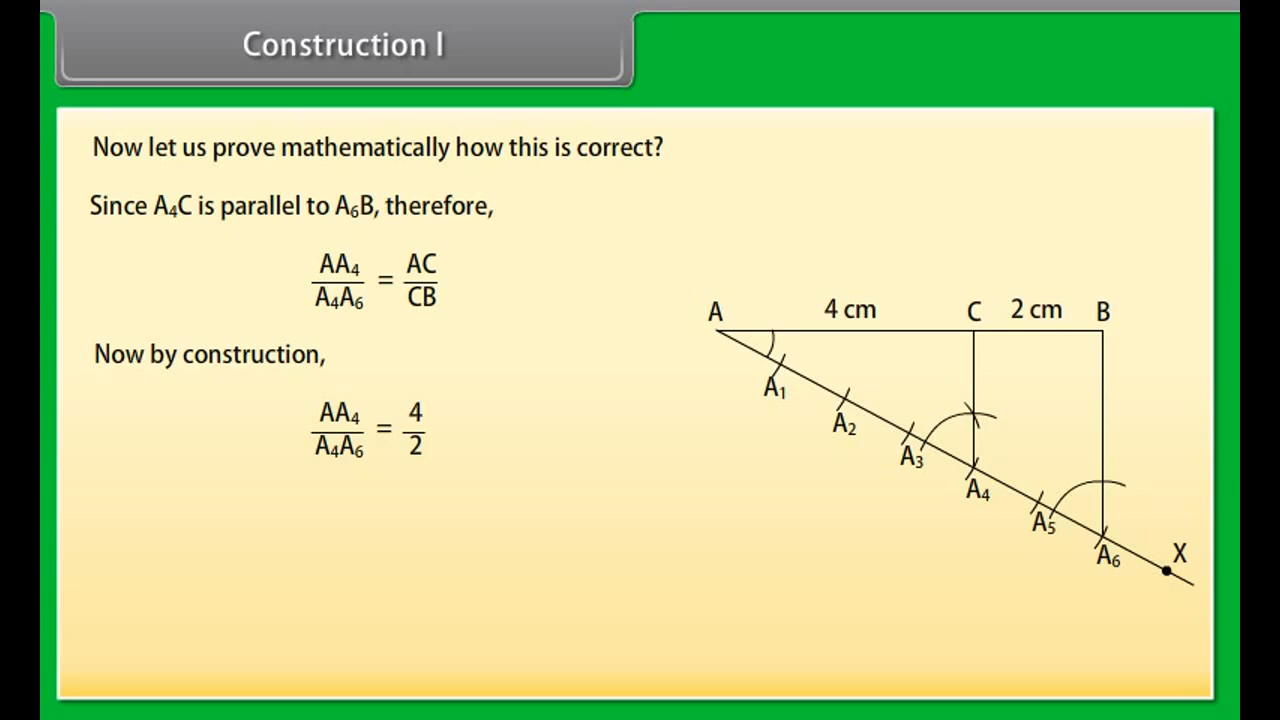 Construction I
Now let us prove mathematically how this is correct?
Since A₄C is parallel to A₆B, therefore,
AA₄/A₄A₆ = AC/CB
Now by construction,
AA₄/A₄A₆ = 4/2
A 4 cm C 2 cm B
A₁
A₂
A₃
A₄
A₅
A₆
X